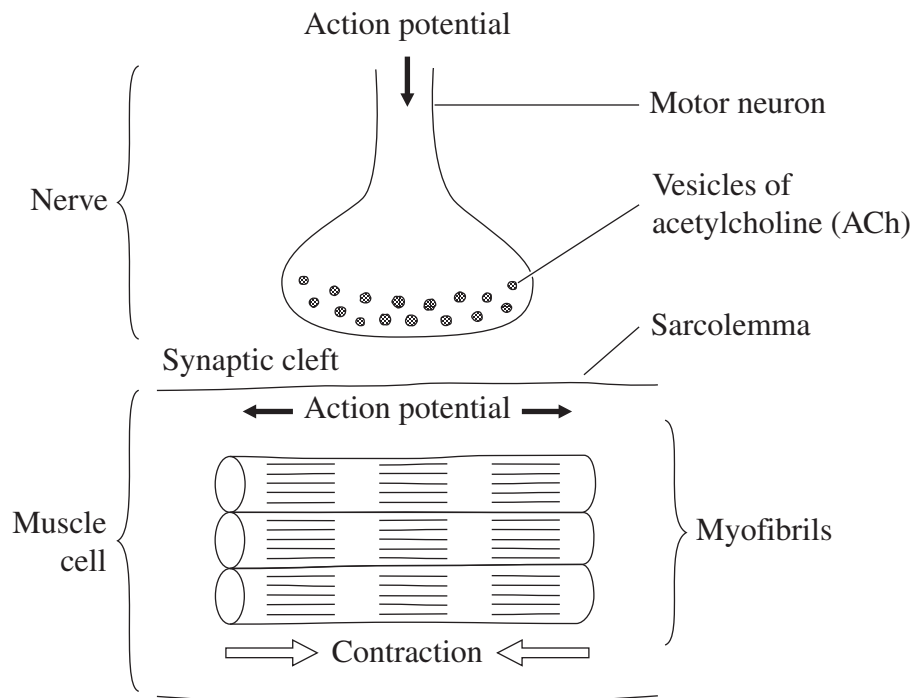 Action potential
Motor neuron
Nerve
Vesicles of
acetylcholine (ACh)
Sarcolemma
Synaptic cleft
Action potential
Muscle
cell
Myofibrils
Contraction